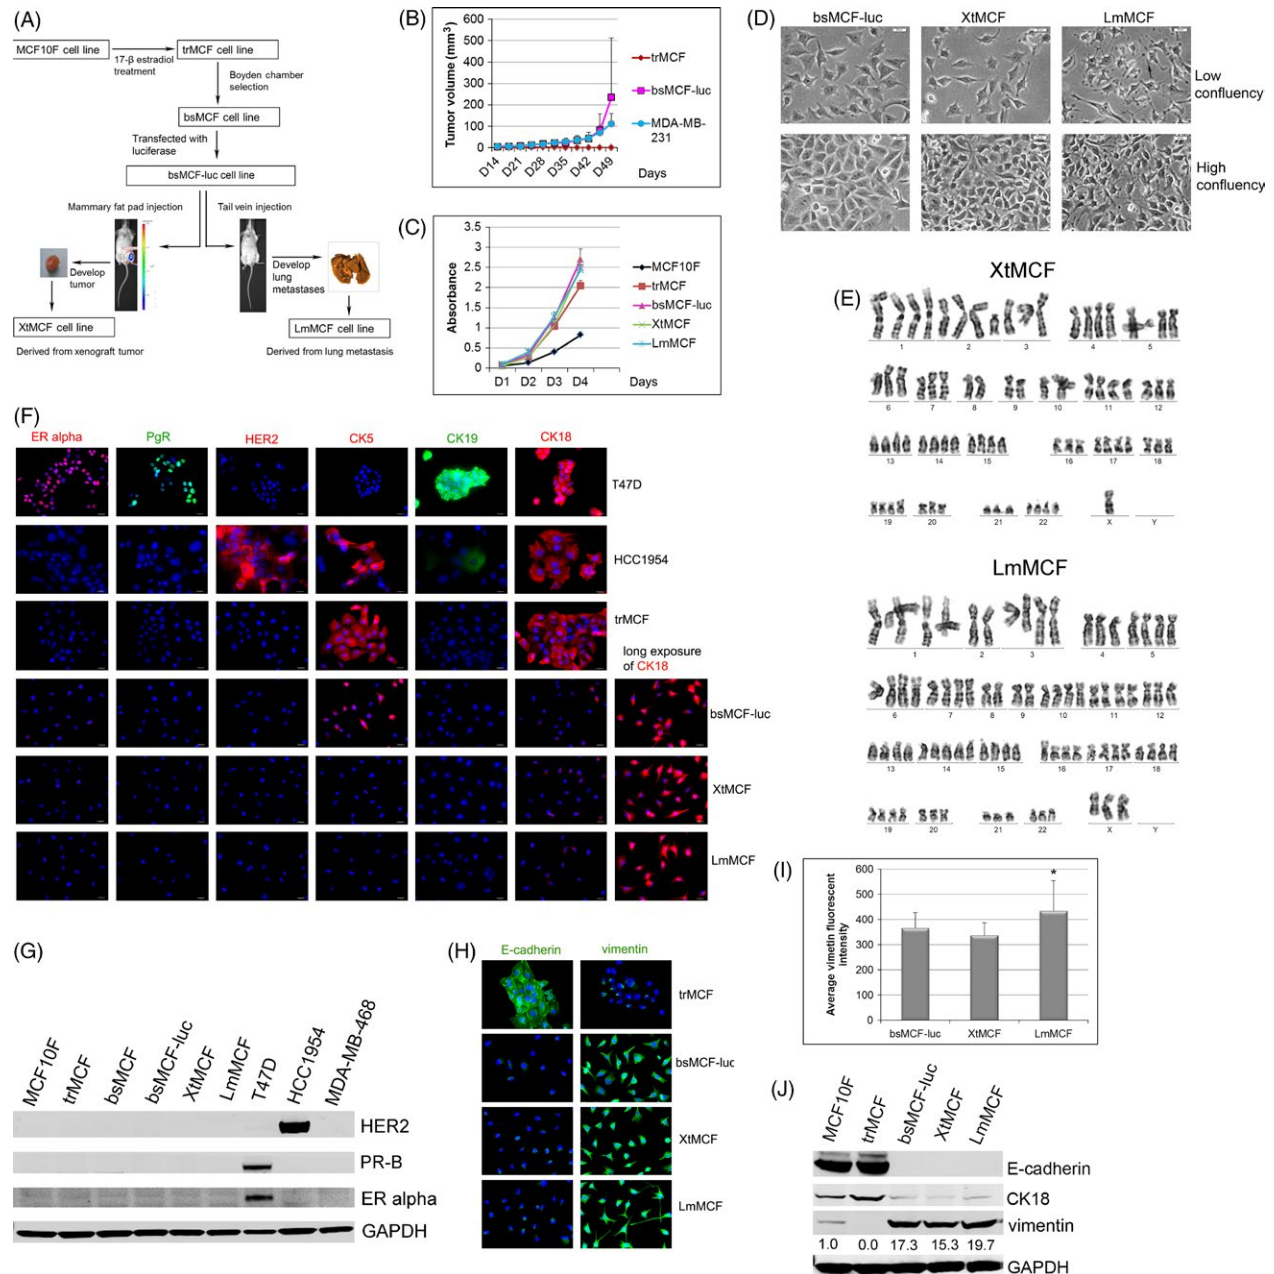 (A)
MCF10F cell line
trMCF cell line
17-β estradiol
treatment
Boyden chamber
selection
bsMCF cell line
Transfected with
luciferase
bsMCF-luc cell line
Mammary fat pad injection
Tail vein injection
Develop
tumor
Develop
lung
metastases
XtMCF cell line
LmMCF cell line
Derived from xenograft tumor
Derived from lung metastasis
(B)
Tumor volume (mm3)
600
500
400
300
200
100
0
D14
D21
D28
D35
D42
D49
Days
trMCF
bsMCF-luc
MDA-MB-
231
(C)
Absorbance
3.5
3
2.5
2
1.5
1
0.5
0
D1 D2 D3 D4
Days
MCF10F
trMCF
bsMCF-luc
XtMCF
LmMCF
(D)
bsMCF-luc XtMCF LmMCF
Low
confluency
High
confluency
(E)
XtMCF
1 2 3 4 5
6 7 8 9 10 11 12
13 14 15 16 17 18
19 20 21 22 X Y
LmMCF
1 2 3 4 5
6 7 8 9 10 11 12
13 14 15 16 17 18
19 20 21 22 X Y
(F)
ER alpha PgR HER2 CK5 CK19 CK18
T47D
HCC1954
trMCF
long exposure
of CK18
bsMCF-luc
XtMCF
LmMCF
(G)
MCF10F
trMCF
bsMCF
bsMCF-luc
XtMCF
LmMCF
T47D
HCC1954
MDA-MB-468
HER2
PR-B
ER alpha
GAPDH
(H)
E-cadherin vimentin
trMCF
bsMCF-luc
XtMCF
LmMCF
(I)
Average vimetin fluorescent
intensity
600
500
400
300
200
100
0
*
bsMCF-luc XtMCF LmMCF
(J)
MCF10F
trMCF
bsMCF-luc
XtMCF
LmMCF
E-cadherin
CK18
vimentin
1.0 0.0 17.3 15.3 19.7
GAPDH